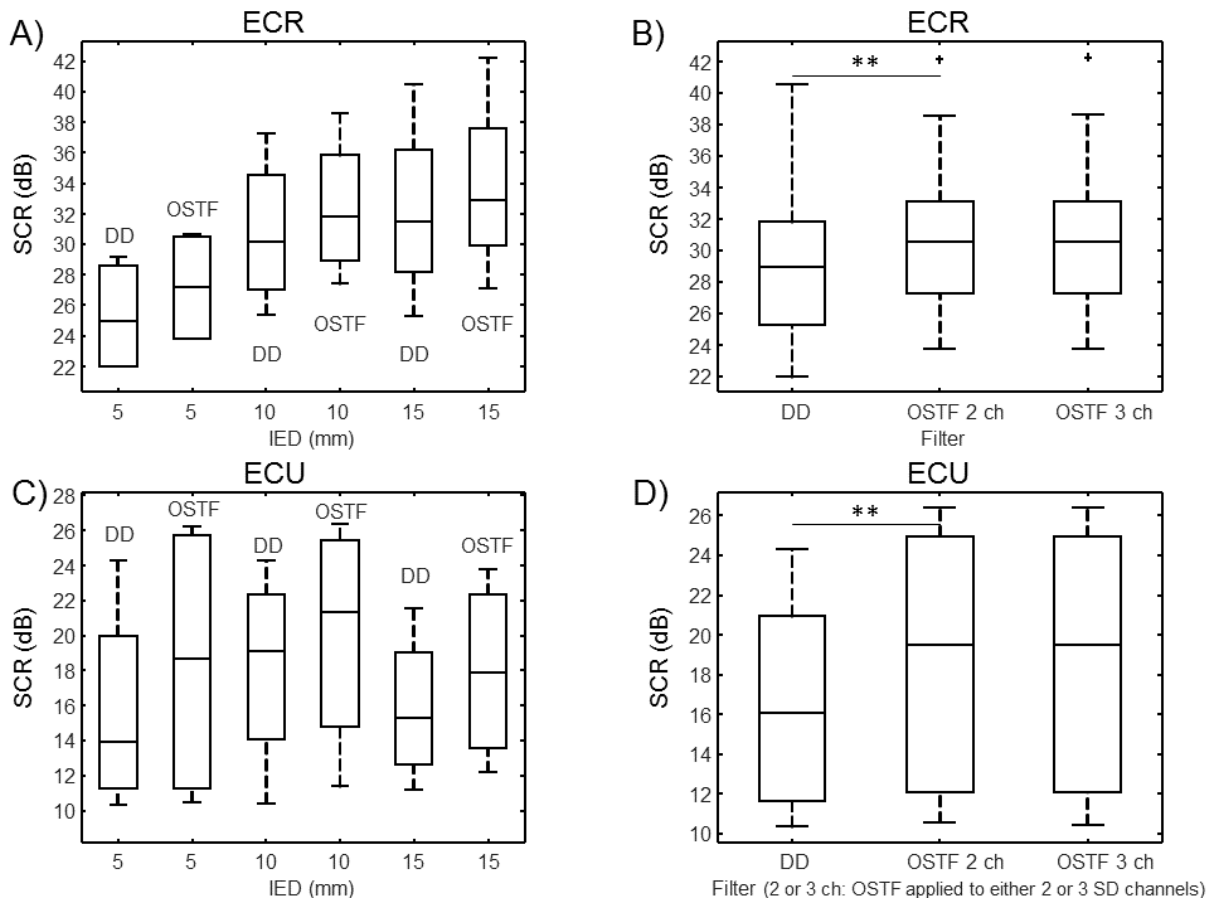 A)
ECR
SCR (dB)
42
40
38
36
34
32
30
28
26
24
22
DD
OSTF
DD
OSTF
DD
OSTF
5 5 10 10 15 15
IED (mm)
B)
ECR
SCR (dB)
42
40
38
36
34
32
30
28
26
24
22
**
DD OSTF 2 ch OSTF 3 ch
Filter
C)
ECU
SCR (dB)
28
26
24
22
20
18
16
14
12
10
DD
OSTF
DD
OSTF
DD
OSTF
5 5 10 10 15 15
IED (mm)
D)
ECU
SCR (dB)
26
24
22
20
18
16
14
12
10
**
DD OSTF 2 ch OSTF 3 ch
Filter (2 or 3 ch: OSTF applied to either 2 or 3 SD channels)